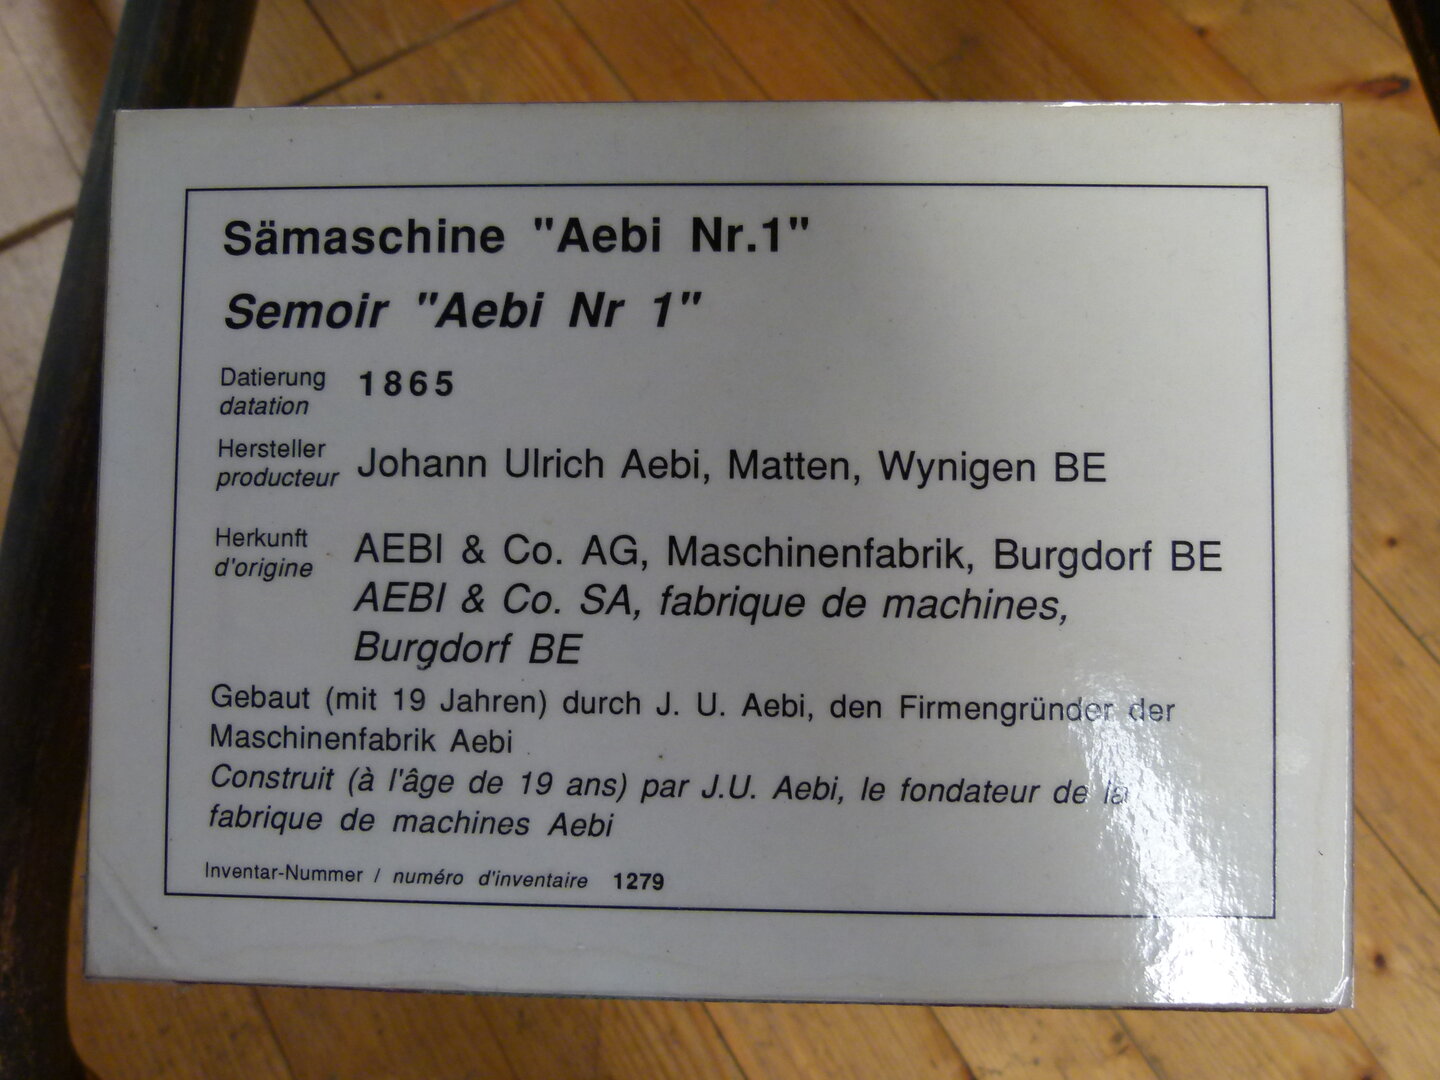 Sämaschine "Aebi Nr.1"
Semoir "Aebi Nr 1"
Datierung 1865
datation
Hersteller Johann Ulrich Aebi, Matten, Wynigen BE
producteur
Herkunft AEBI & Co. AG, Maschinenfabrik, Burgdorf BE
d'origine AEBI & Co. SA, fabrique de machines,
Burgdorf BE
Gebaut (mit 19 Jahren) durch J. U. Aebi, den Firmengründer der
Maschinenfabrik Aebi
Construit (à l'âge de 19 ans) par J.U. Aebi, le fondateur de la
fabrique de machines Aebi
Inventar-Nummer / numéro d'inventaire 1279